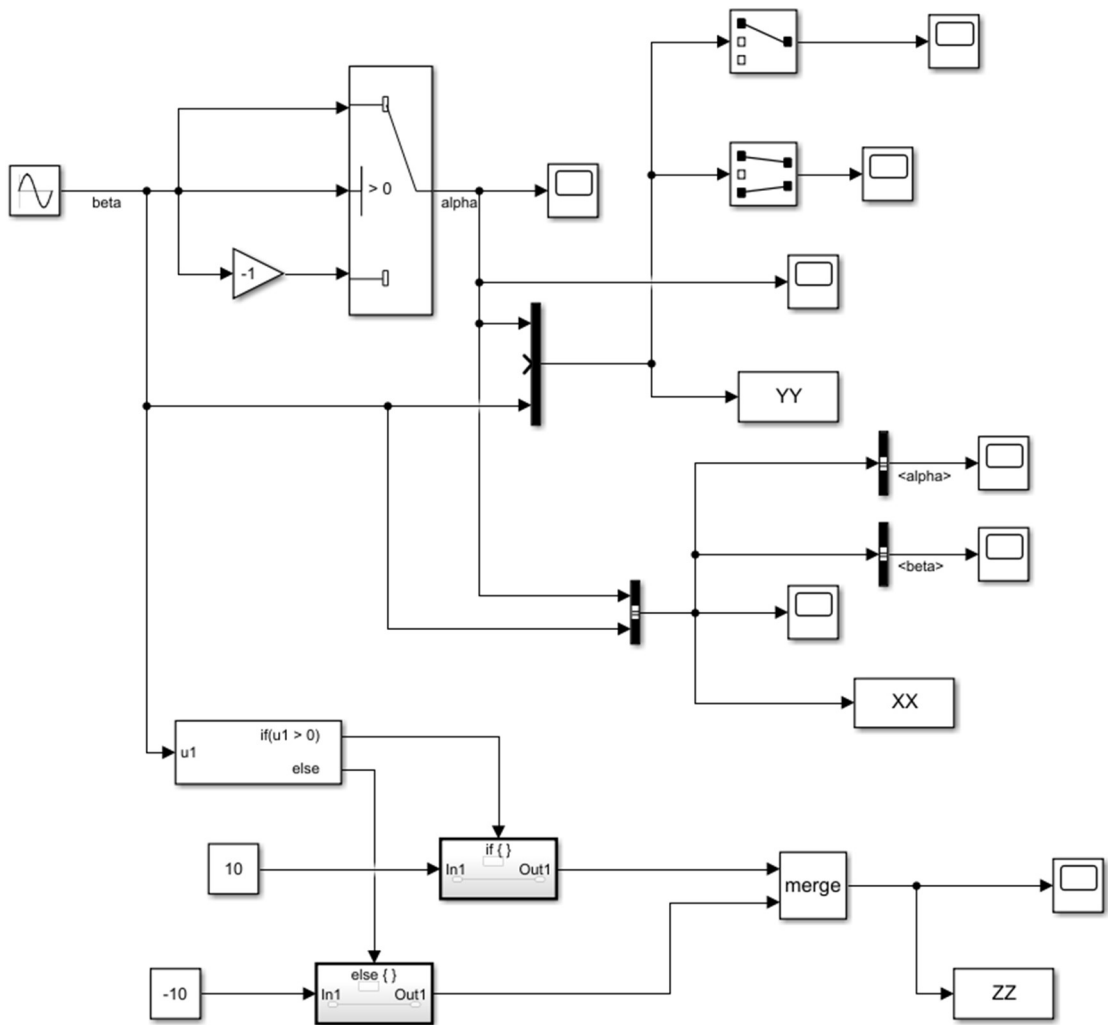 > 0
beta
alpha
-1
YY
<alpha>
<beta>
XX
if(u1 > 0)
u1
else
if { }
In1
Out1
10
merge
else { }
In1
Out1
-10
ZZ